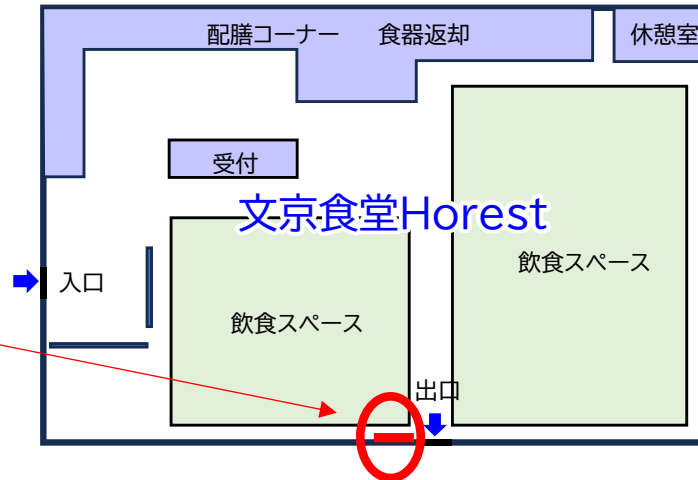 配膳コーナー 食器返却 休憩室
受付
文京食堂Horest
飲食スペース
入口
飲食スペース
出口